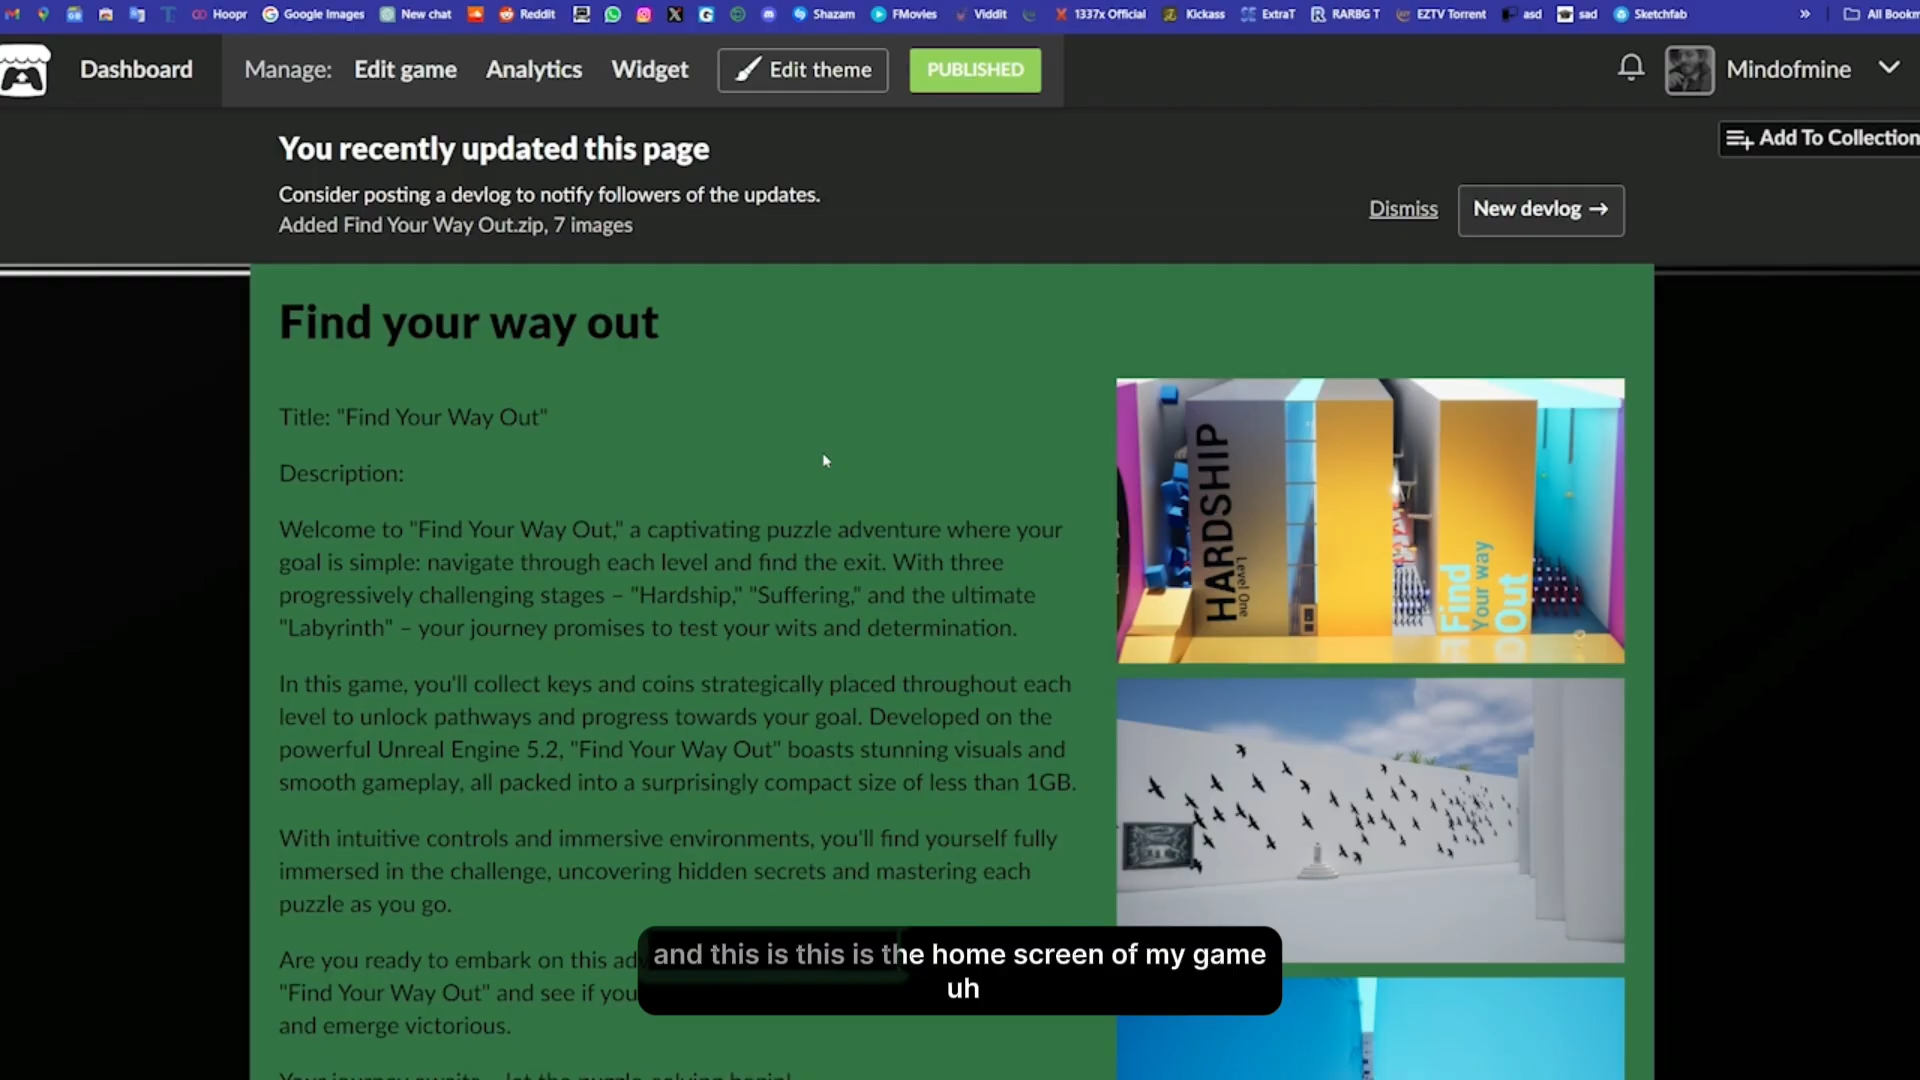 Hoopr Google Images New chat Reddit Shazam FMovies Viddit 1337x Official Kickass ExtraT RARBG T EZTV Torrent asd sad Sketchfab » All Bookm
Dashboard Manage: Edit game Analytics Widget Edit theme PUBLISHED Mindofmine
You recently updated this page
Add To Collection
Consider posting a devlog to notify followers of the updates.
Added Find Your Way Out.zip, 7 images
Dismiss New devlog →
Find your way out
Title: "Find Your Way Out"
Description:
Welcome to "Find Your Way Out," a captivating puzzle adventure where your
goal is simple: navigate through each level and find the exit. With three
progressively challenging stages – "Hardship," "Suffering," and the ultimate
"Labyrinth" – your journey promises to test your wits and determination.
In this game, you'll collect keys and coins strategically placed throughout each
level to unlock pathways and progress towards your goal. Developed on the
powerful Unreal Engine 5.2, "Find Your Way Out" boasts stunning visuals and
smooth gameplay, all packed into a surprisingly compact size of less than 1GB.
With intuitive controls and immersive environments, you'll find yourself fully
immersed in the challenge, uncovering hidden secrets and mastering each
puzzle as you go.
Are you ready to embark on this
"Find Your Way Out" and see if you
and emerge victorious.
HARDSHIP
Level One
Find
Your way
Out
and this is this is the home screen of my game
uh